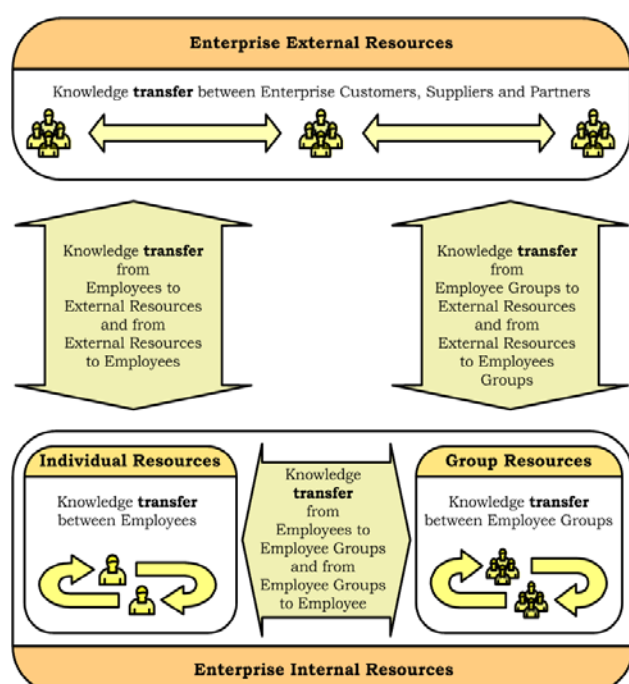 Enterprise External Resources
Knowledge transfer between Enterprise Customers, Suppliers and Partners
Knowledge transfer
from
Employees to
External Resources
and from
External Resources
to Employees
Knowledge transfer
from
Employee Groups to
External Resources
and from
External Resources
to Employees
Groups
Individual Resources
Knowledge transfer
between Employees
Knowledge
transfer
from
Employees to
Employee Groups
and from
Employee Groups
to Employee
Group Resources
Knowledge transfer
between Employee Groups
Enterprise Internal Resources